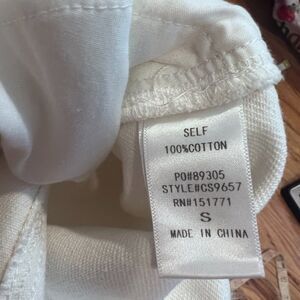 SELF
100%COTTON
PO#89305
STYLE#CS9657
RN#151771
S
MADE IN CHINA